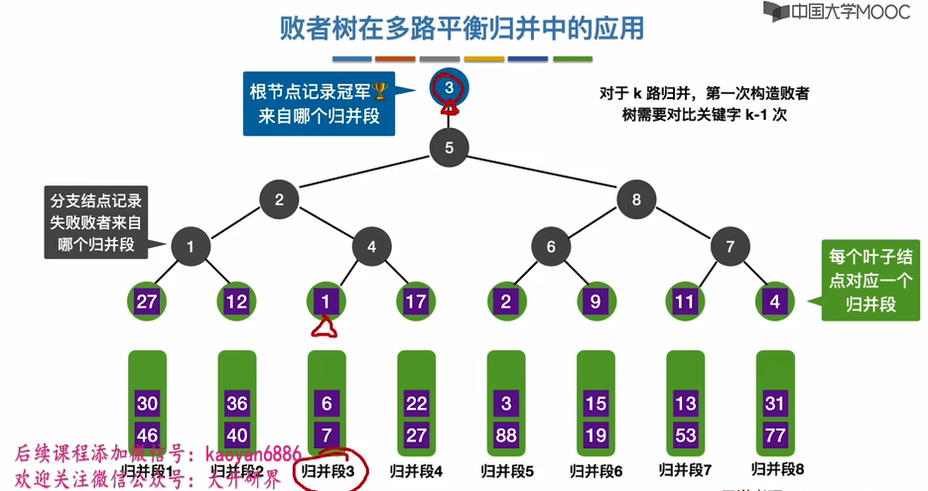 中国大学MOOC
败者树在多路平衡归并中的应用
根节点记录冠军🏆
来自哪个归并段
3
对于 k 路归并，第一次构造败者
树需要对比关键字 k-1 次
5
分支结点记录
失败败者来自
哪个归并段
2
8
1
4
6
7
每个叶子结
点对应一个
归并段
27 12 1 17 2 9 11 4
30 36 6 22 3 15 13 31
46 40 7 27 88 19 53 77
后续课程添加微信号：kaoyan6886
归并段1 归并段2 归并段3 归并段4 归并段5 归并段6 归并段7 归并段8
欢迎关注微信公众号：大开研界